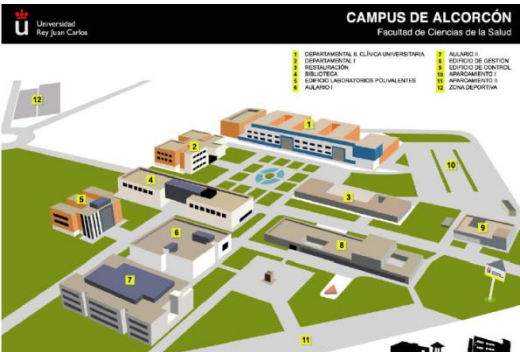 Universidad
Rey Juan Carlos
CAMPUS DE ALCORCÓN
Facultad de Ciencias de la Salud
1 DEPARTAMENTAL II. CLÍNICA UNIVERSITARIA
2 DEPARTAMENTAL I
3 RESTAURACIÓN
4 BIBLIOTECA
5 EDIFICIO LABORATORIOS POLIVALENTES
6 AULARIO I
7 AULARIO II
8 EDIFICIO DE GESTIÓN
9 EDIFICIO DE CONTROL
10 APARCAMIENTO I
11 APARCAMIENTO II
12 ZONA DEPORTIVA
12
1
2
10
4
3
5
9
6
8
7
11